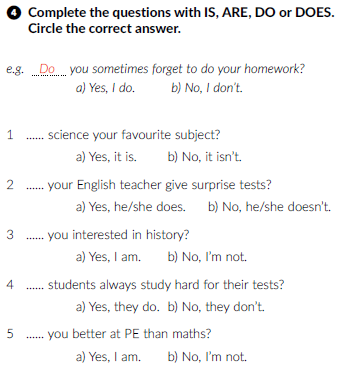 4 Complete the questions with IS, ARE, DO or DOES.
Circle the correct answer.
e.g. Do you sometimes forget to do your homework?
a) Yes, I do. b) No, I don't.
1 ...... science your favourite subject?
a) Yes, it is. b) No, it isn't.
2 ...... your English teacher give surprise tests?
a) Yes, he/she does. b) No, he/she doesn't.
3 ...... you interested in history?
a) Yes, I am. b) No, I'm not.
4 ...... students always study hard for their tests?
a) Yes, they do. b) No, they don't.
5 ...... you better at PE than maths?
a) Yes, I am. b) No, I'm not.